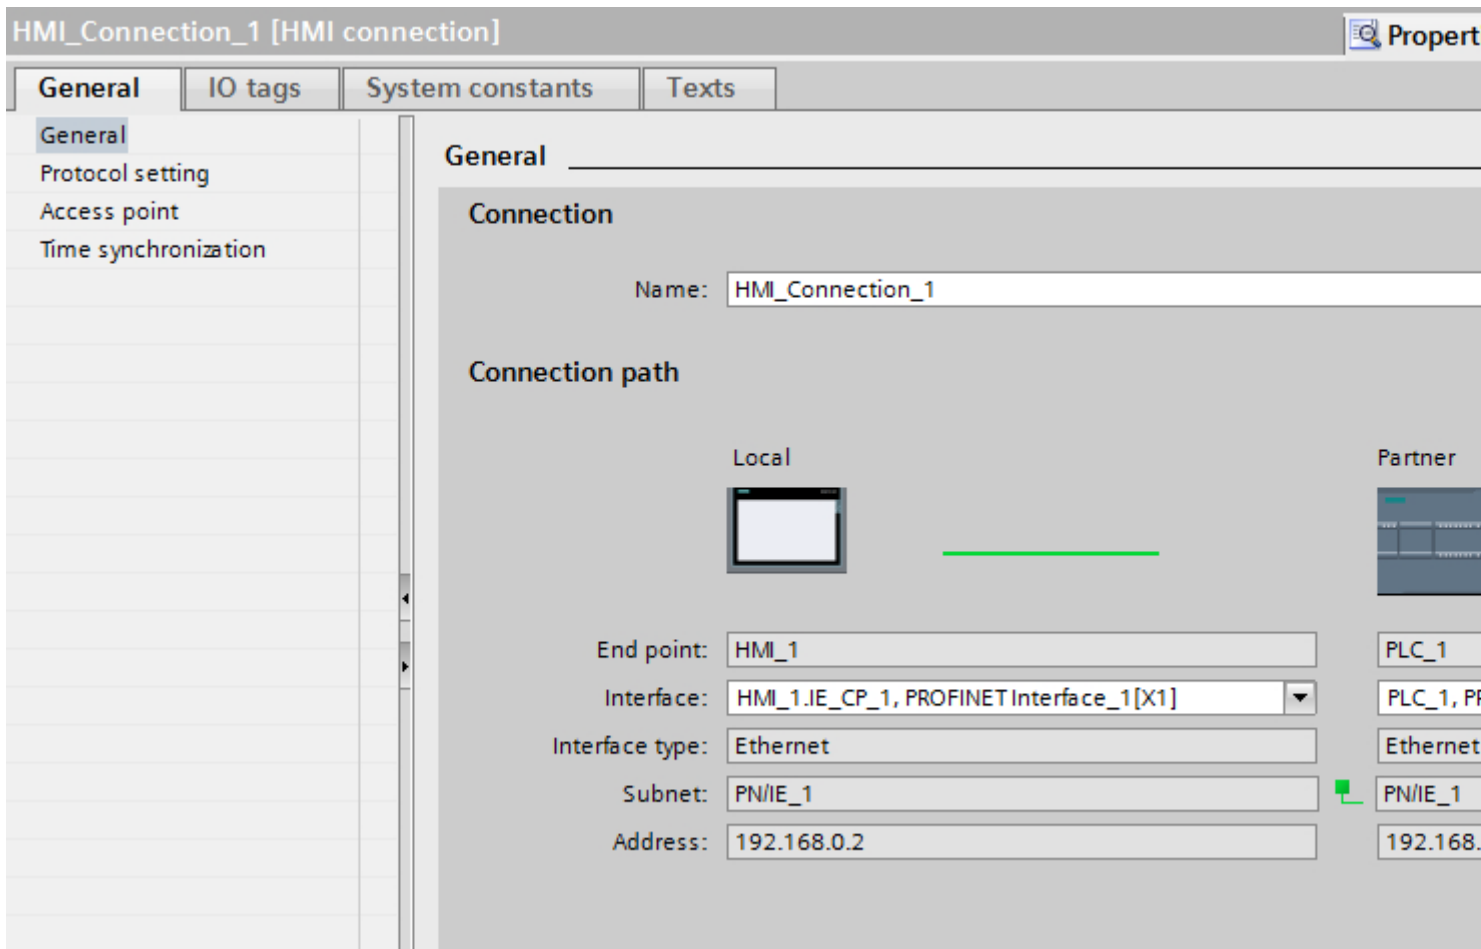 HMI_Connection_1 [HMI connection]
Propert
General
IO tags
System constants
Texts
General
Protocol setting
Access point
Time synchronization
General
Connection
Name:
HMI_Connection_1
Connection path
Local
Partner
End point:
HMI_1
PLC_1
Interface:
HMI_1.IE_CP_1, PROFINET Interface_1[X1]
PLC_1, PR
Interface type:
Ethernet
Ethernet
Subnet:
PN/IE_1
PN/IE_1
Address:
192.168.0.2
192.168.